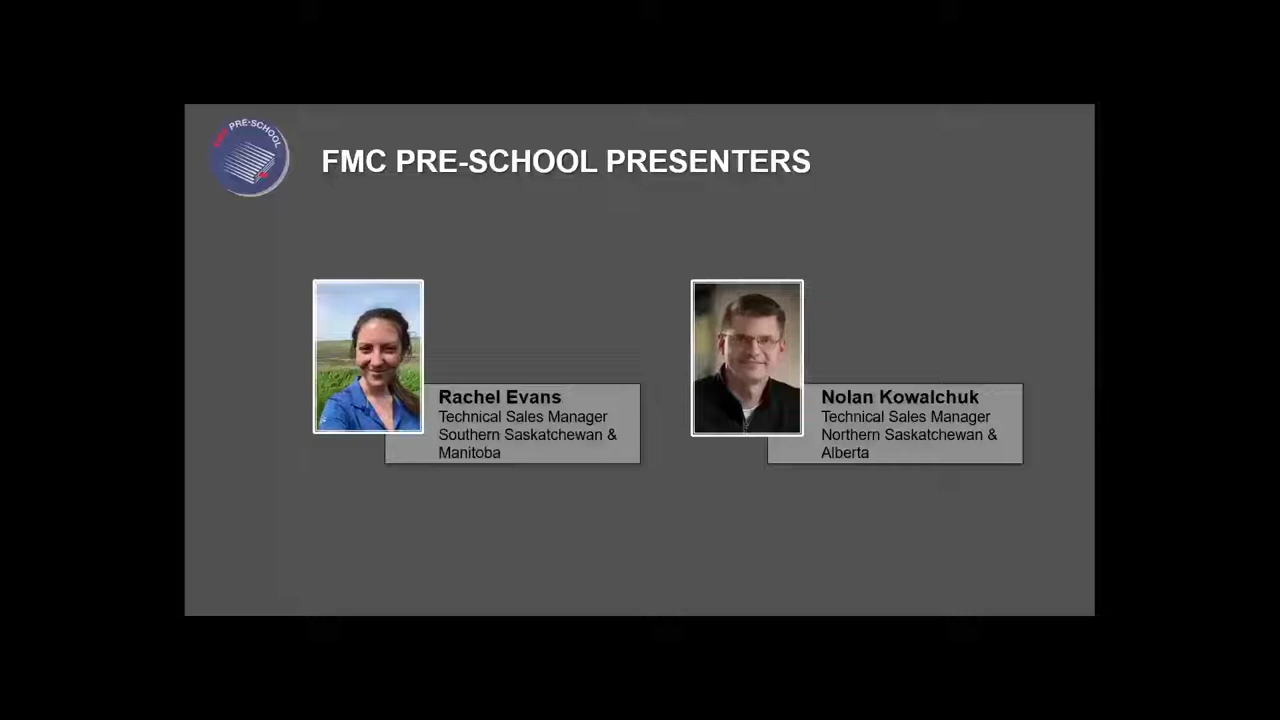 FMC PRE-SCHOOL
FMC PRE-SCHOOL PRESENTERS
Rachel Evans
Technical Sales Manager
Southern Saskatchewan &
Manitoba
Nolan Kowalchuk
Technical Sales Manager
Northern Saskatchewan &
Alberta